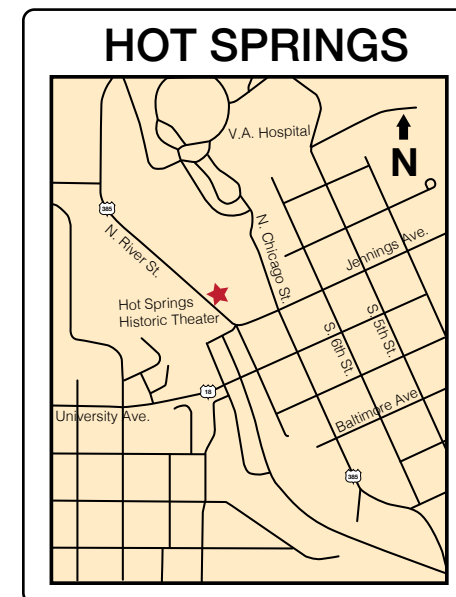 HOT SPRINGS
V.A. Hospital
N
385
N. River St.
N. Chicago St.
Jennings Ave.
Hot Springs
Historic Theater
S. 6th St.
S. 5th St.
18
University Ave.
Baltimore Ave.
385